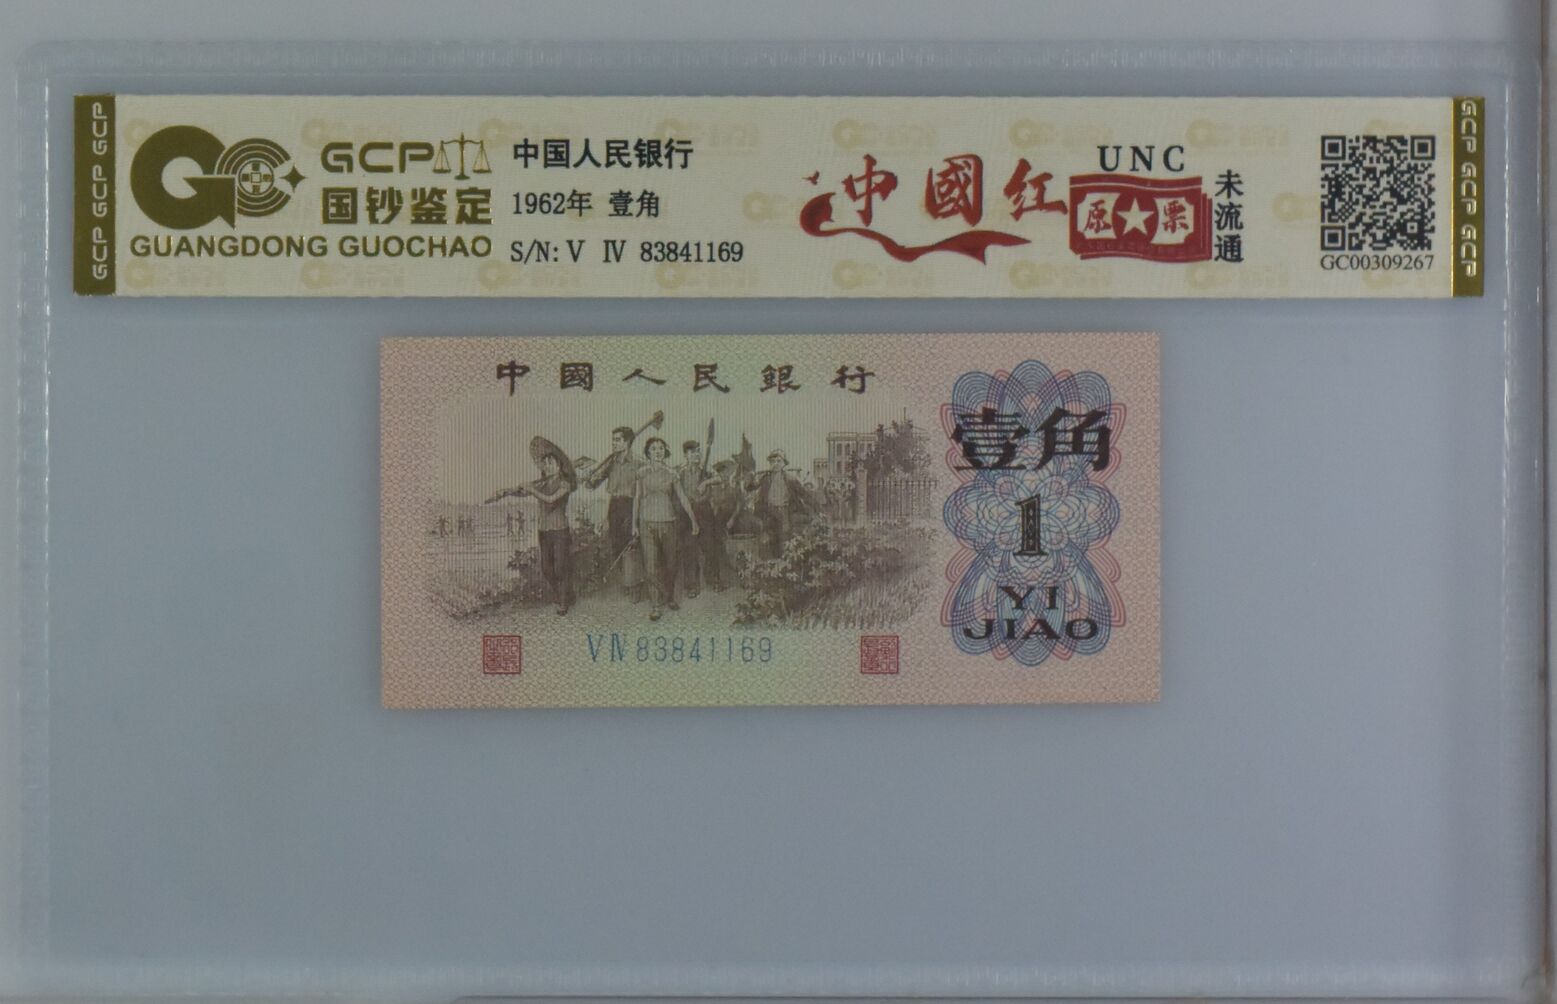 GCP GCP GCP
GCP
国钞鉴定
GUANGDONG GUOCHAO
中国人民银行
1962年 壹角
S/N: V IV 83841169
中國红
原票
UNC
未流通
GC00309267
GCP GCP GCP
中國人民銀行
壹角
1
YI
JIAO
V IV 83841169